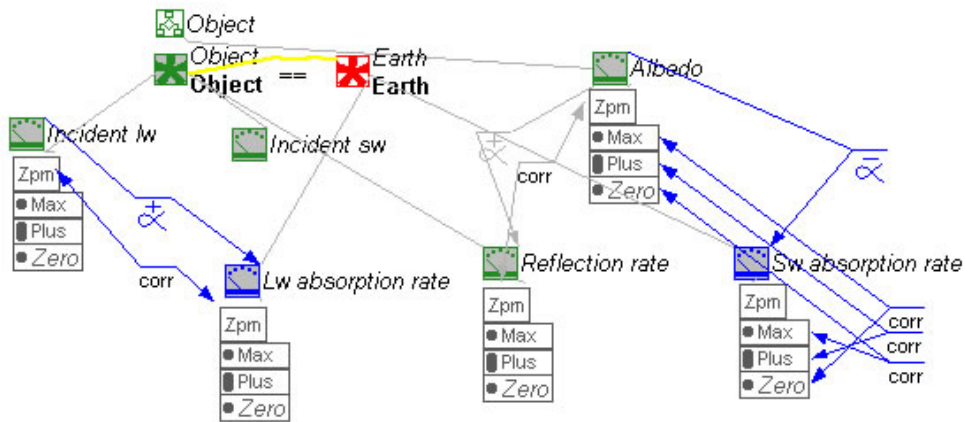 Object
Object
Object == Earth
Earth
Albedo
Zpm
Max
Plus
Zero
Incident lw
Zpm
Max
Plus
Zero
Incident sw
+
∝
corr
+
∝
corr
−
∝
Lw absorption rate
Zpm
Max
Plus
Zero
Reflection rate
Zpm
Max
Plus
Zero
Sw absorption rate
Zpm
Max
Plus
Zero
corr
corr
corr